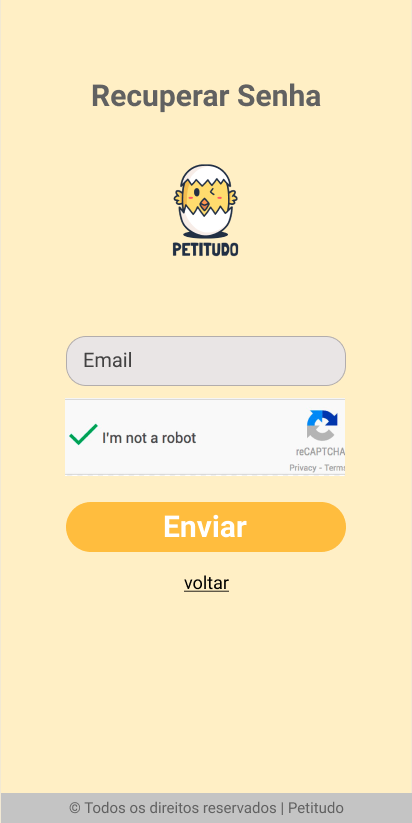 Recuperar Senha
PETITUDO
Email
I'm not a robot
reCAPTCHA
Privacy - Terms
Enviar
voltar
© Todos os direitos reservados | Petitudo